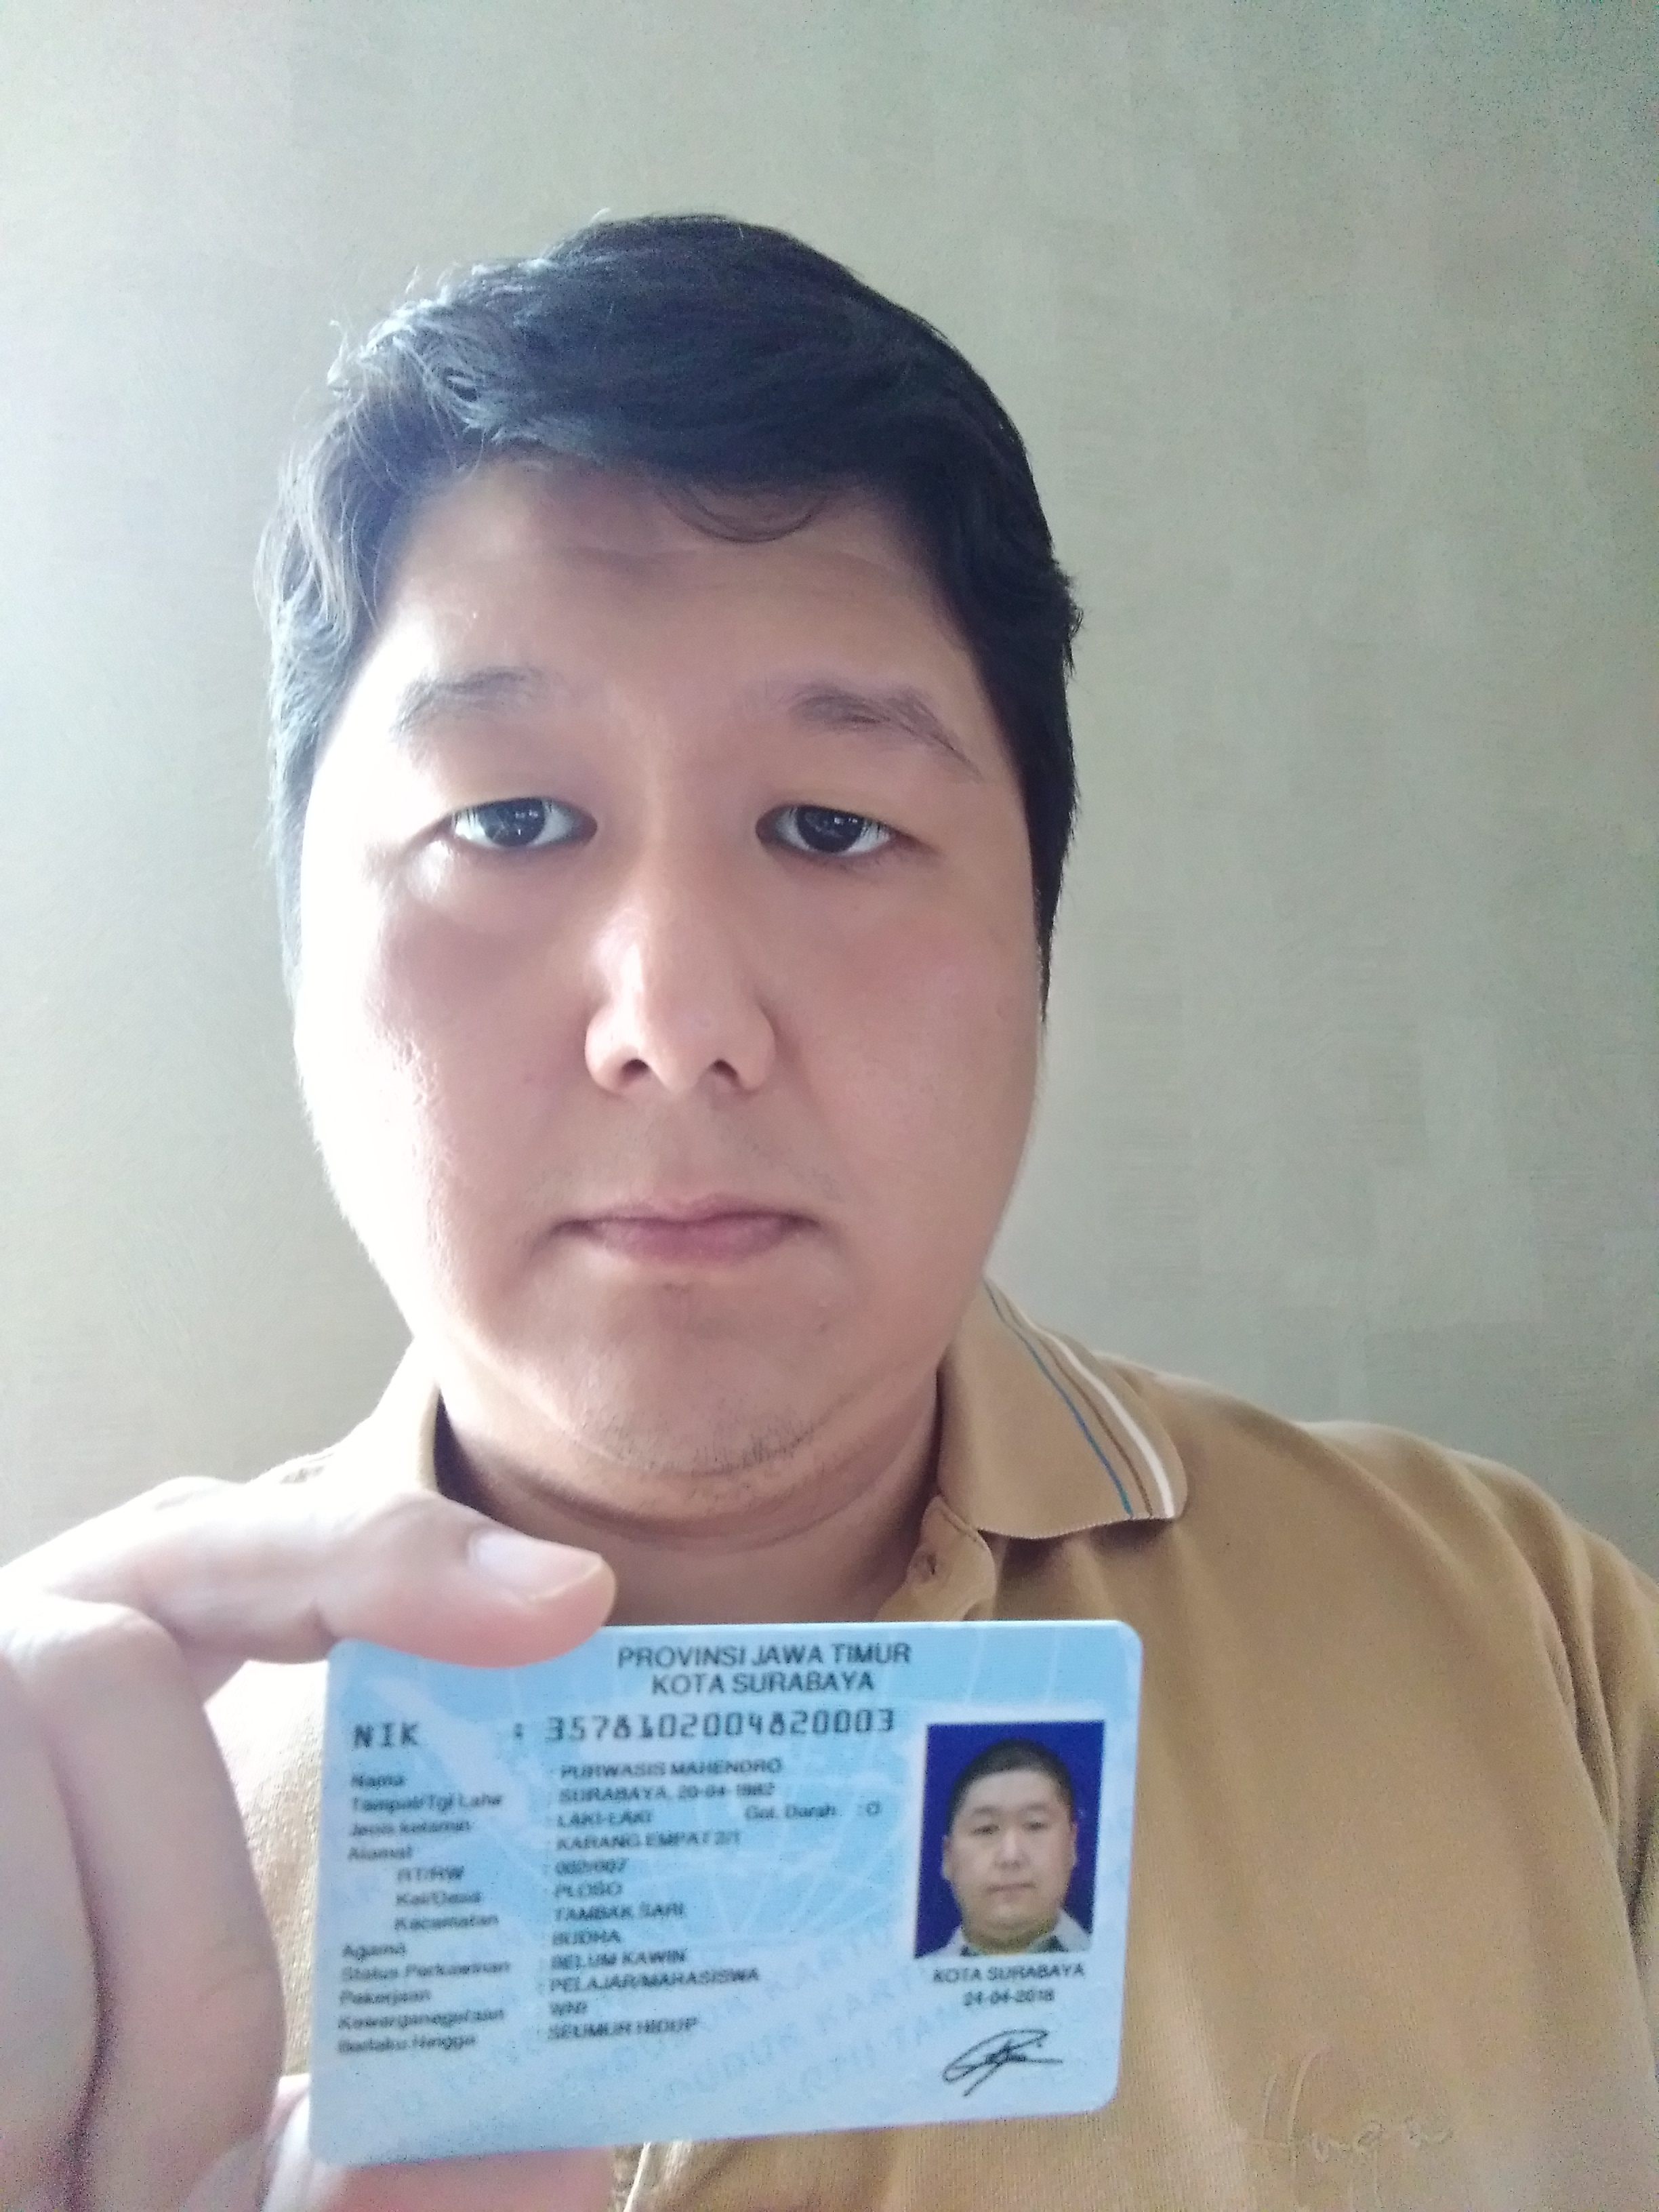 PROVINSI JAWA TIMUR
KOTA SURABAYA
NIK : 3578102004820003
Nama : PURWASIS MAHENDRO
Tempat/Tgl Lahir : SURABAYA, 20-04-1982
Jenis kelamin : LAKI-LAKI Gol. Darah : O
Alamat : KARANG EMPAT 2/1
RT/RW : 002/007
Kel/Desa : PLOSO
Kecamatan : TAMBAK SARI
Agama : BUDHA
Status Perkawinan : BELUM KAWIN
Pekerjaan : PELAJAR/MAHASISWA
Kewarganegaraan : WNI
Berlaku Hingga : SEUMUR HIDUP
KOTA SURABAYA
24-04-2018